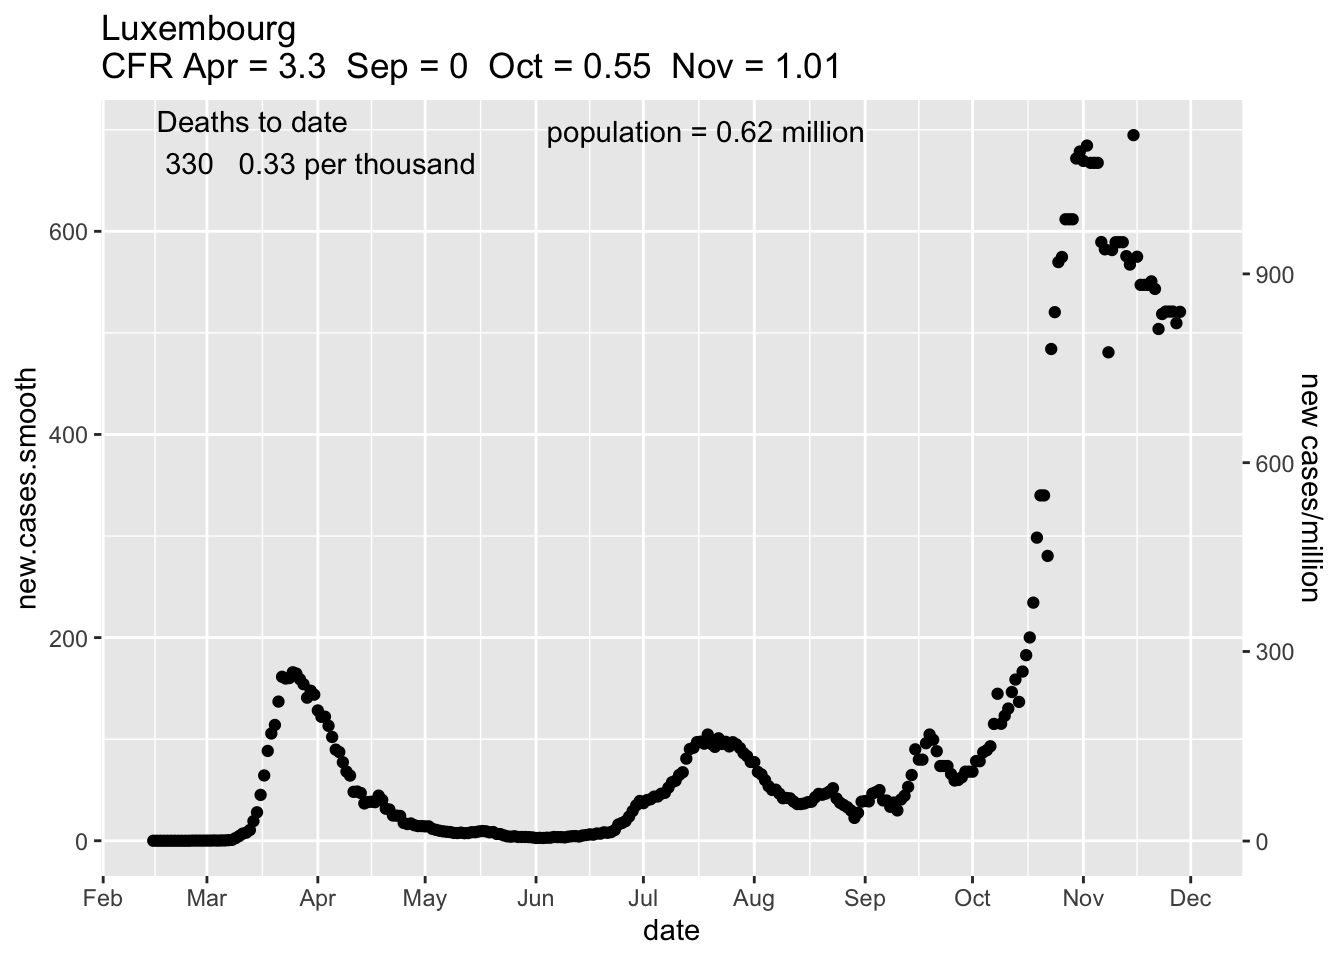 Luxembourg
CFR Apr = 3.3  Sep = 0  Oct = 0.55  Nov = 1.01
Deaths to date
330   0.33 per thousand
population = 0.62 million
new.cases.smooth
600
400
200
0
new cases/million
900
600
300
0
Feb Mar Apr May Jun Jul Aug Sep Oct Nov Dec
date